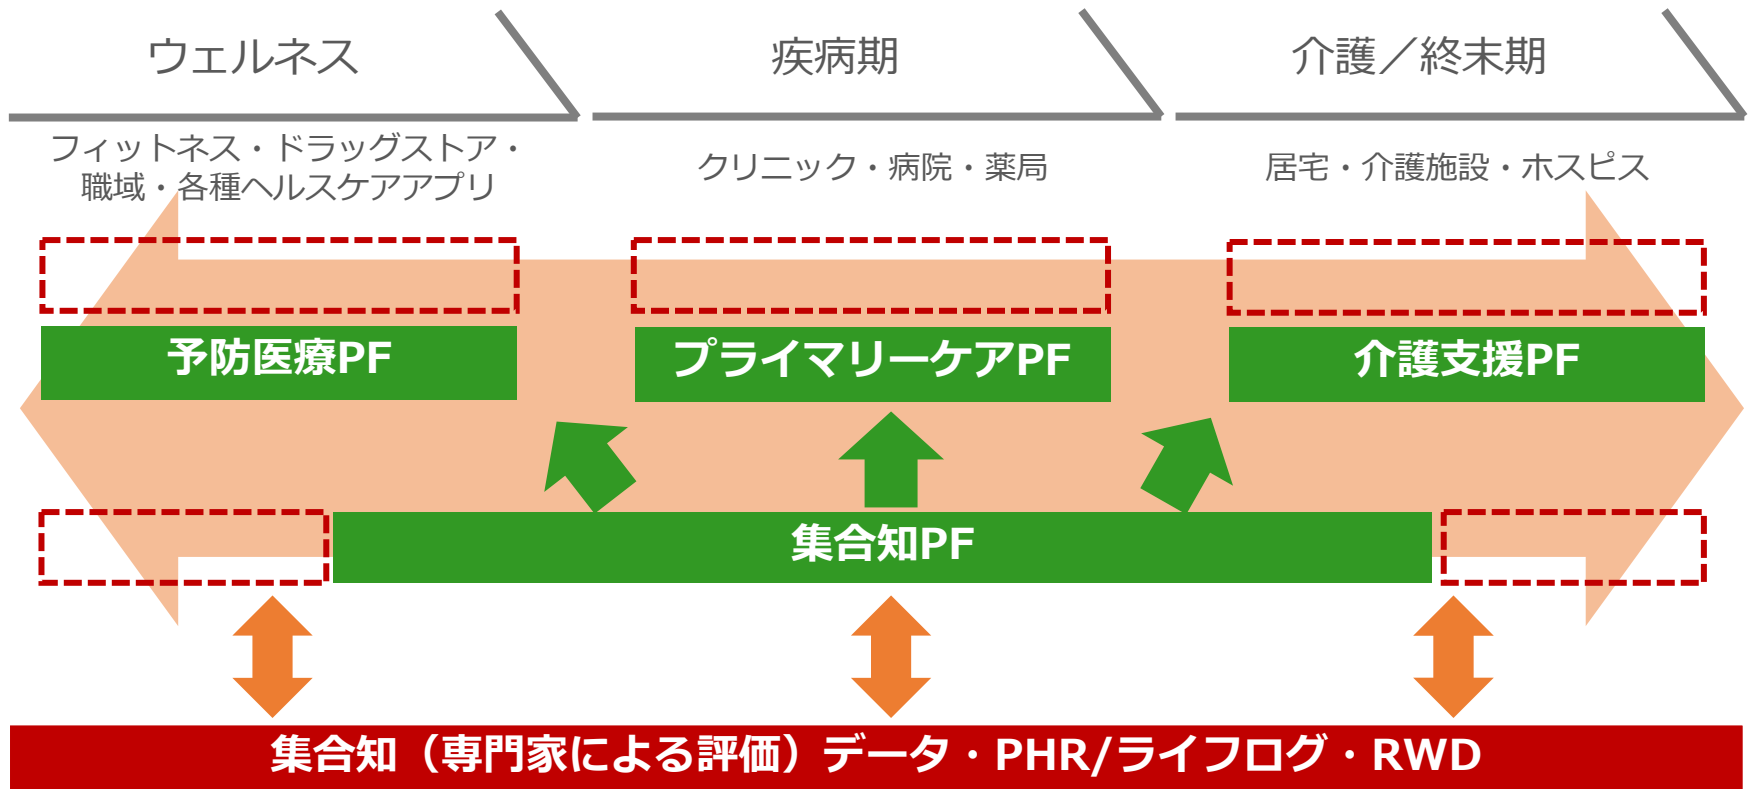 ウェルネス
疾病期
介護／終末期
フィットネス・ドラッグストア・
職域・各種ヘルスケアアプリ
クリニック・病院・薬局
居宅・介護施設・ホスピス
予防医療PF
プライマリーケアPF
介護支援PF
集合知PF
集合知（専門家による評価）データ・PHR/ライフログ・RWD